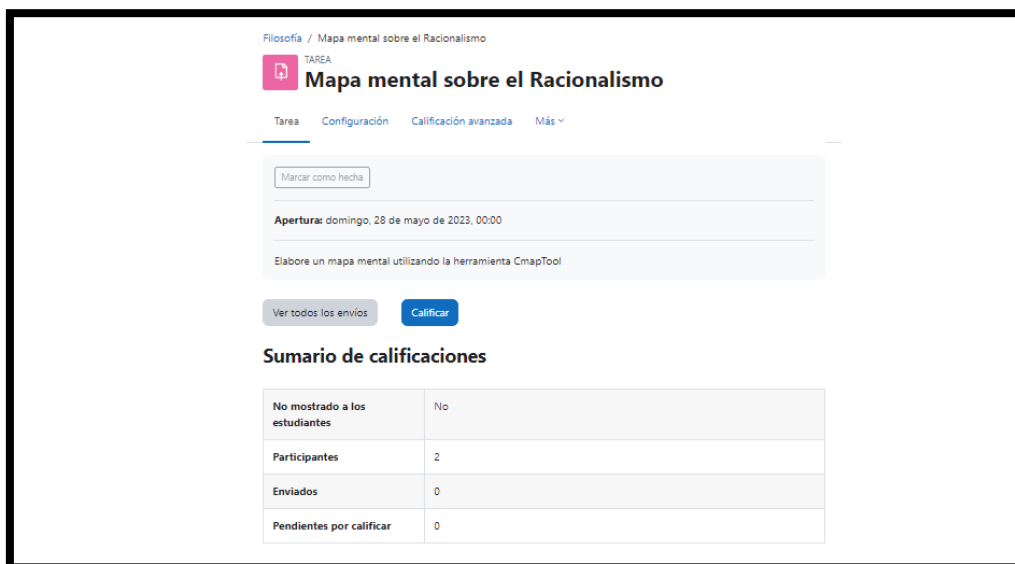 Filosofía / Mapa mental sobre el Racionalismo
TAREA
Mapa mental sobre el Racionalismo
Tarea Configuración Calificación avanzada Más
Marcar como hecha
Apertura: domingo, 28 de mayo de 2023, 00:00
Elabore un mapa mental utilizando la herramienta CmapTool
Ver todos los envíos Calificar
Sumario de calificaciones
No mostrado a los No
estudiantes
Participantes 2
Enviados 0
Pendientes por calificar 0